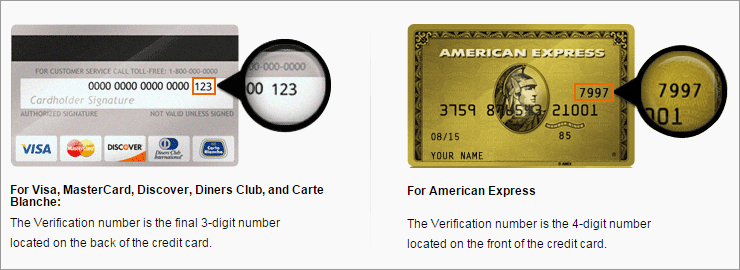 FOR CUSTOMER SERVICE CALL TOLL-FREE: 1-800-000-0000
0000 0000 0000 0000 123
Cardholder Signature
AUTHORIZED SIGNATURE NOT VALID UNLESS SIGNED
VISA MasterCard DISCOVER Diners Club International Carte Blanche
00-0000
00 123
For Visa, MasterCard, Discover, Diners Club, and Carte
Blanche:
The Verification number is the final 3-digit number
located on the back of the credit card.
AMERICAN EXPRESS
7997
3759 21001
08/15 85
YOUR NAME
7997
001
For American Express
The Verification number is the 4-digit number
located on the front of the credit card.